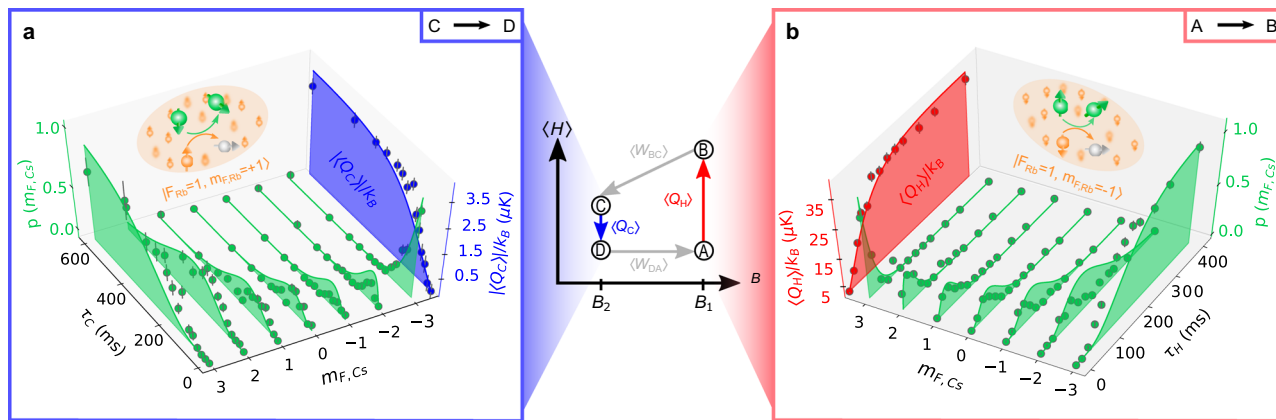 a
C → D
p (m_F,Cs)
1.0
0.5
0.0
|F_Rb=1, m_F,Rb=+1⟩
|⟨Q_C⟩|/k_B
3.5
2.5
1.5
0.5
|⟨Q_C⟩|/k_B (μK)
600
400
200
0
τ_C (ms)
3
2
1
0
−1
−2
−3
m_F,Cs
⟨H⟩
B
⟨W_BC⟩
C
⟨Q_C⟩
⟨Q_H⟩
D
⟨W_DA⟩
A
B
B_2
B_1
b
A → B
⟨Q_H⟩/k_B
|F_Rb=1, m_F,Rb=-1⟩
1.0
0.5
0.0
p (m_F,Cs)
35
25
15
5
⟨Q_H⟩/k_B (μK)
400
300
200
100
0
τ_H (ms)
3
2
1
0
−1
−2
−3
m_F,Cs